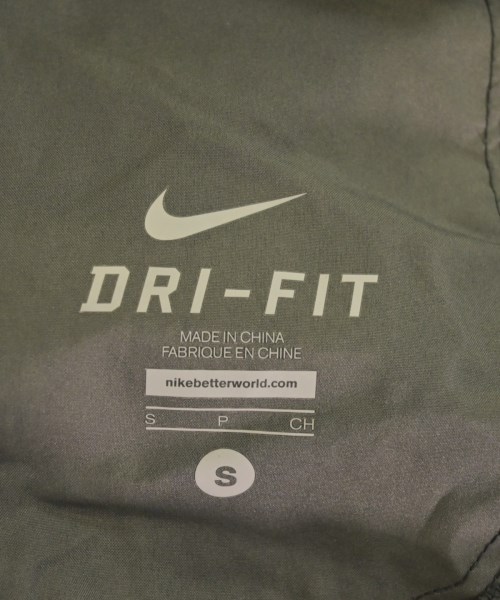 DRI-FIT
MADE IN CHINA
FABRIQUE EN CHINE
nikebetterworld.com
S P CH
S